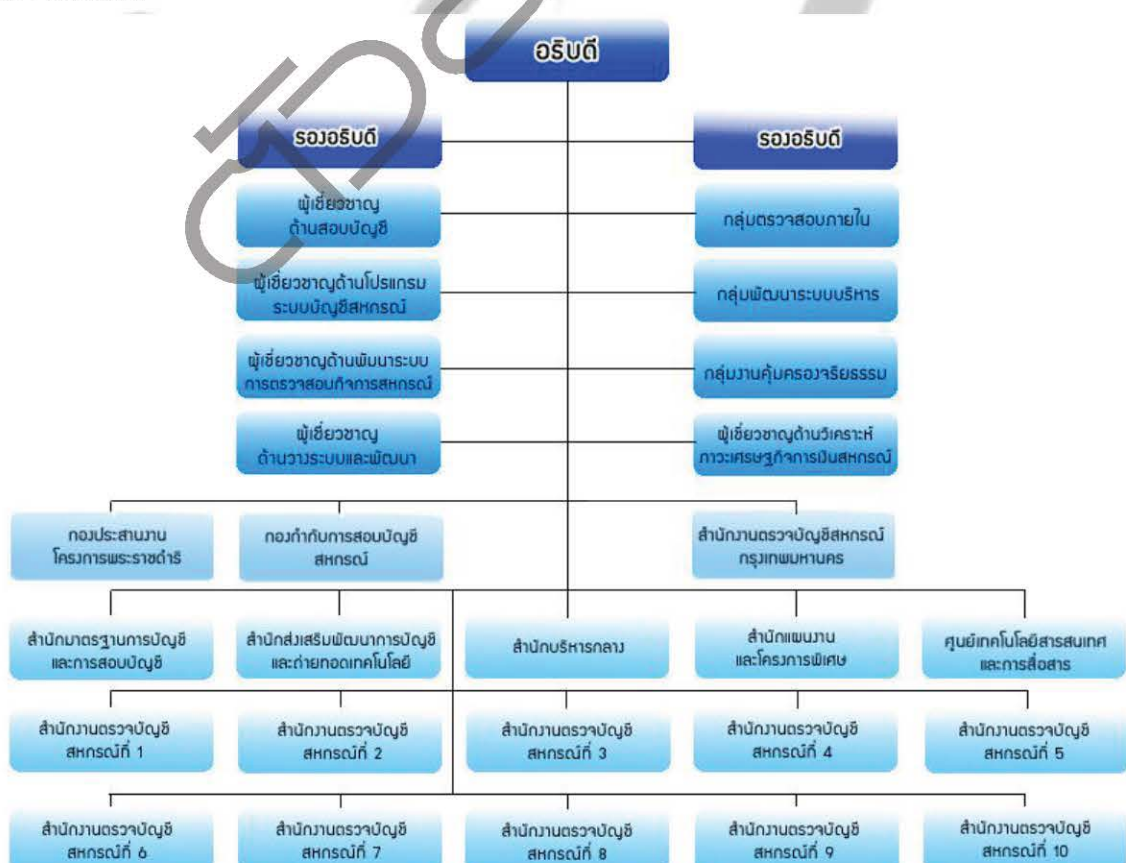 อธิบดี
รองอธิบดี
รองอธิบดี
ผู้เชี่ยวชาญ
ด้านสอบบัญชี
กลุ่มตรวจสอบภายใน
ผู้เชี่ยวชาญด้านโปรแกรม
ระบบบัญชีสหกรณ์
กลุ่มพัฒนาระบบบริหาร
ผู้เชี่ยวชาญด้านพัฒนาระบบ
การตรวจสอบกิจการสหกรณ์
กลุ่มงานคุ้มครองจริยธรรม
ผู้เชี่ยวชาญ
ด้านวางระบบและพัฒนา
ผู้เชี่ยวชาญด้านวิเคราะห์
ภาวะเศรษฐกิจการเงินสหกรณ์
กองประสานงาน
โครงการพระราชดำริ
กองกำกับการสอบบัญชี
สหกรณ์
สำนักงานตรวจบัญชีสหกรณ์
กรุงเทพมหานคร
สำนักมาตรฐานการบัญชี
และการสอบบัญชี
สำนักส่งเสริมพัฒนาการบัญชี
และถ่ายทอดเทคโนโลยี
สำนักบริหารกลาง
สำนักแผนงาน
และโครงการพิเศษ
ศูนย์เทคโนโลยีสารสนเทศ
และการสื่อสาร
สำนักงานตรวจบัญชี
สหกรณ์ที่ 1
สำนักงานตรวจบัญชี
สหกรณ์ที่ 2
สำนักงานตรวจบัญชี
สหกรณ์ที่ 3
สำนักงานตรวจบัญชี
สหกรณ์ที่ 4
สำนักงานตรวจบัญชี
สหกรณ์ที่ 5
สำนักงานตรวจบัญชี
สหกรณ์ที่ 6
สำนักงานตรวจบัญชี
สหกรณ์ที่ 7
สำนักงานตรวจบัญชี
สหกรณ์ที่ 8
สำนักงานตรวจบัญชี
สหกรณ์ที่ 9
สำนักงานตรวจบัญชี
สหกรณ์ที่ 10